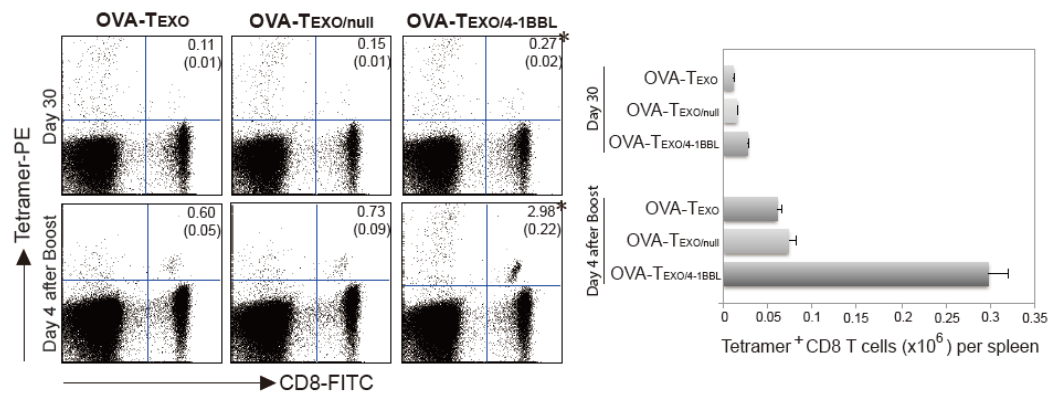 OVA-TEXO
OVA-TEXO/null
OVA-TEXO/4-1BBL
0.11
(0.01)
0.15
(0.01)
0.27*
(0.02)
0.60
(0.05)
0.73
(0.09)
2.98*
(0.22)
Tetramer-PE
Day 30
Day 4 after Boost
CD8-FITC
Day 30
OVA-TEXO
OVA-TEXO/null
OVA-TEXO/4-1BBL
Day 4 after Boost
OVA-TEXO
OVA-TEXO/null
OVA-TEXO/4-1BBL
0 0.05 0.1 0.15 0.2 0.25 0.3 0.35
Tetramer+CD8 T cells (x10⁶) per spleen